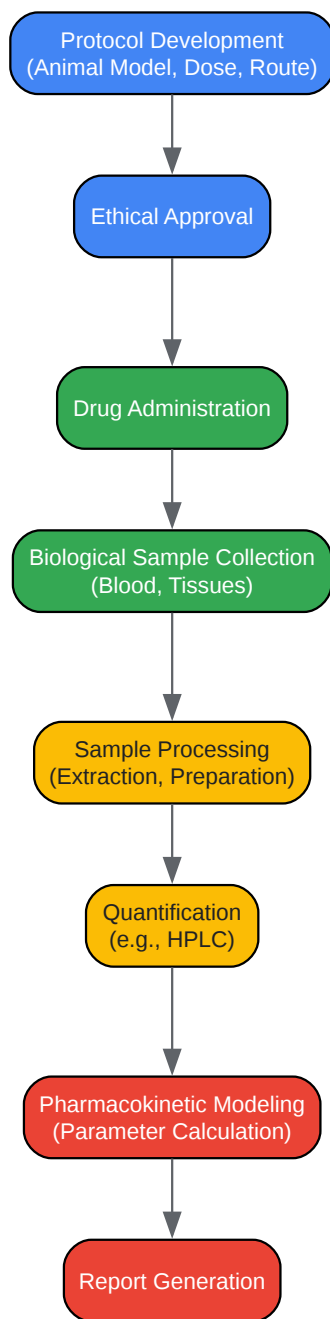 Protocol Development
(Animal Model, Dose, Route)
Ethical Approval
Drug Administration
Biological Sample Collection
(Blood, Tissues)
Sample Processing
(Extraction, Preparation)
Quantification
(e.g., HPLC)
Pharmacokinetic Modeling
(Parameter Calculation)
Report Generation